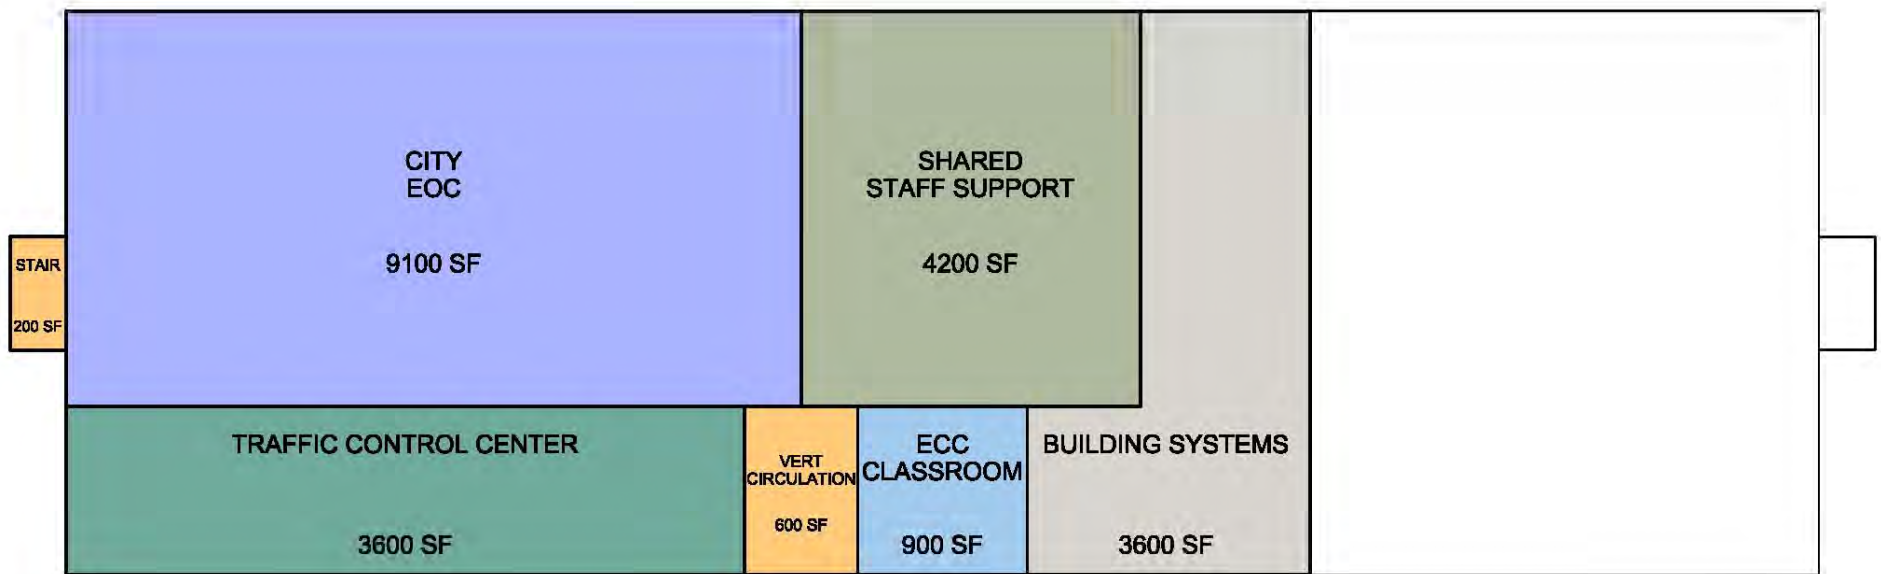 CITY
EOC
9100 SF
SHARED
STAFF SUPPORT
4200 SF
STAIR
200 SF
TRAFFIC CONTROL CENTER
3600 SF
VERT
CIRCULATION
600 SF
ECC
CLASSROOM
900 SF
BUILDING SYSTEMS
3600 SF